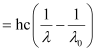 = hc(1/λ − 1/λ₀)